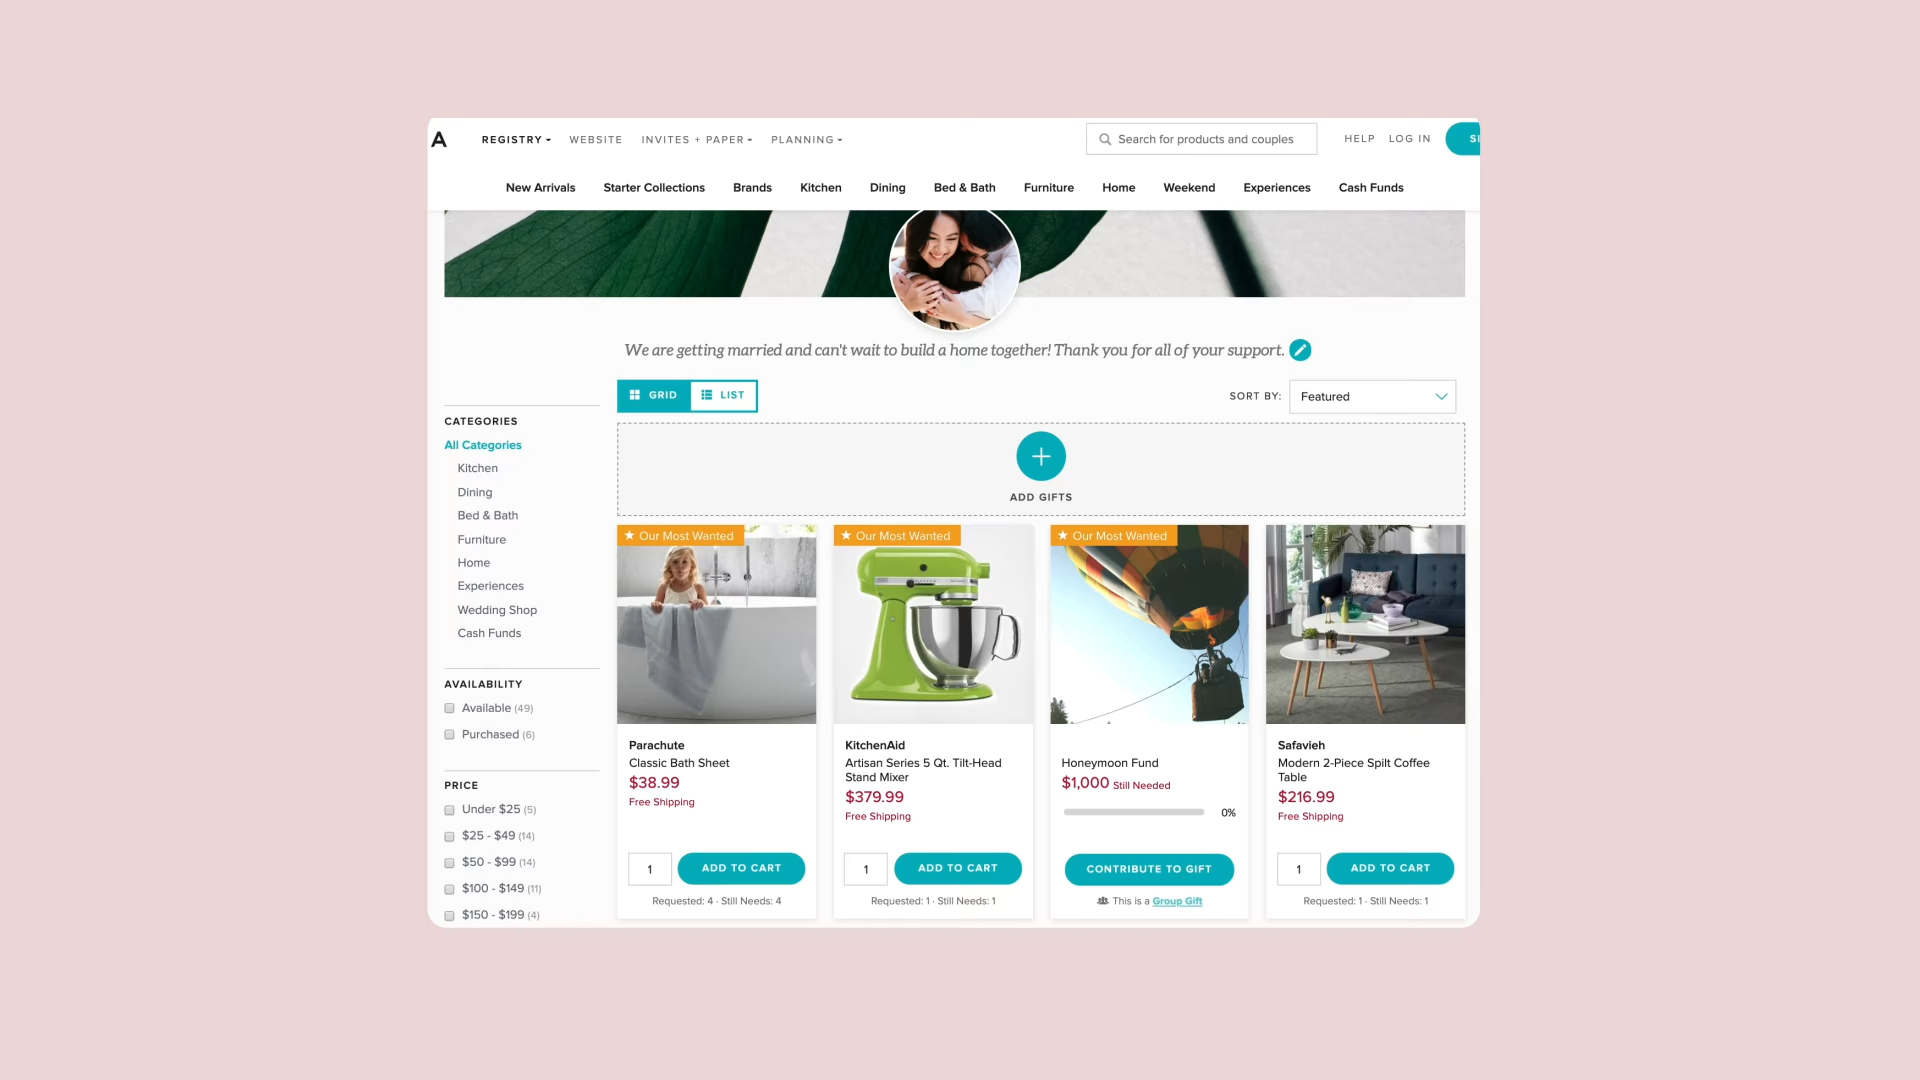 A
REGISTRY WEBSITE INVITES + PAPER PLANNING
Search for products and couples
HELP LOG IN
New Arrivals Starter Collections Brands Kitchen Dining Bed & Bath Furniture Home Weekend Experiences Cash Funds
We are getting married and can't wait to build a home together! Thank you for all of your support.
GRID LIST
SORT BY: Featured
CATEGORIES
All Categories
Kitchen
Dining
Bed & Bath
Furniture
Home
Experiences
Wedding Shop
Cash Funds
AVAILABILITY
Available (49)
Purchased (6)
PRICE
Under $25 (5)
$25 - $49 (14)
$50 - $99 (14)
$100 - $149 (11)
$150 - $199 (4)
ADD GIFTS
Our Most Wanted
Parachute
Classic Bath Sheet
$38.99
Free Shipping
1 ADD TO CART
Requested: 4 · Still Needs: 4
Our Most Wanted
KitchenAid
Artisan Series 5 Qt. Tilt-Head
Stand Mixer
$379.99
Free Shipping
1 ADD TO CART
Requested: 1 · Still Needs: 1
Our Most Wanted
Honeymoon Fund
$1,000 Still Needed
0%
CONTRIBUTE TO GIFT
This is a Group Gift
Safavieh
Modern 2-Piece Spilt Coffee
Table
$216.99
Free Shipping
1 ADD TO CART
Requested: 1 · Still Needs: 1